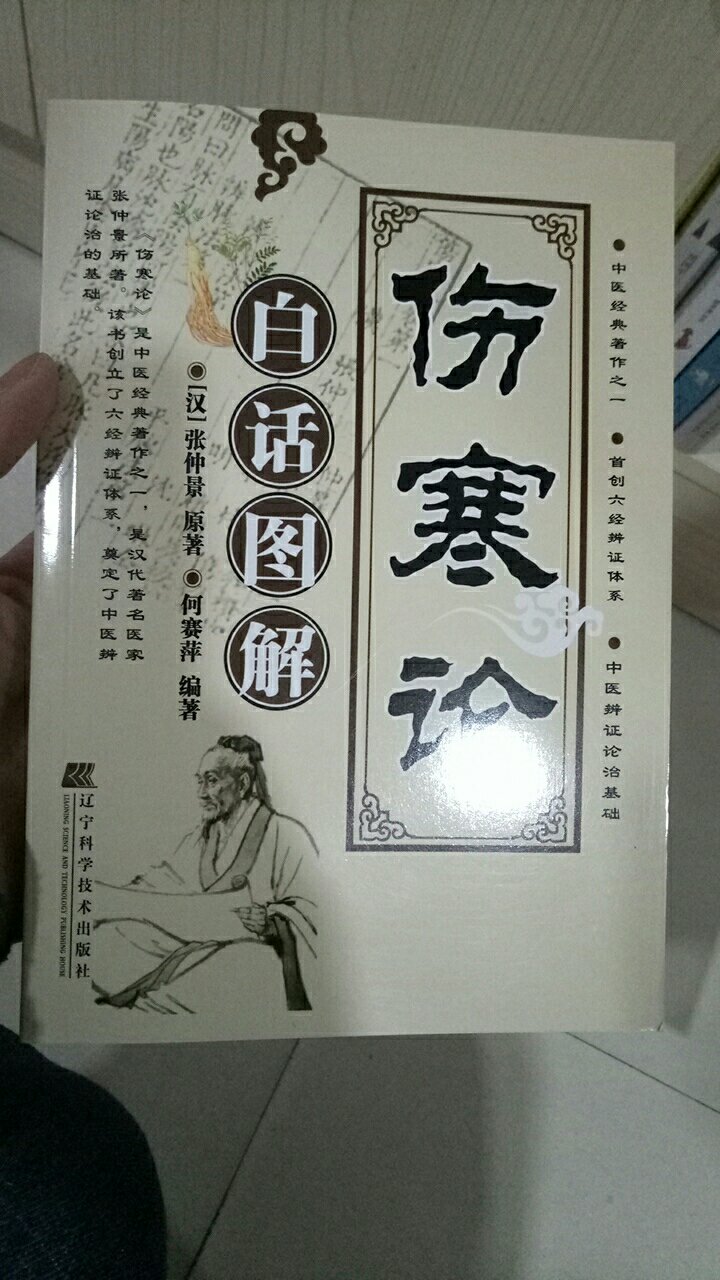 中医经典著作之一
首创六经辨证体系
中医辨证论治基础
伤寒论
白话图解
[汉]张仲景 原著
何赛萍 编著
《伤寒论》是中医经典著作之一，是汉代著名医家
张仲景所著。该书创立了六经辨证体系，奠定了中医辨
证论治的基础。
辽宁科学技术出版社
LIAONING SCIENCE AND TECHNOLOGY PUBLISHING HOUSE